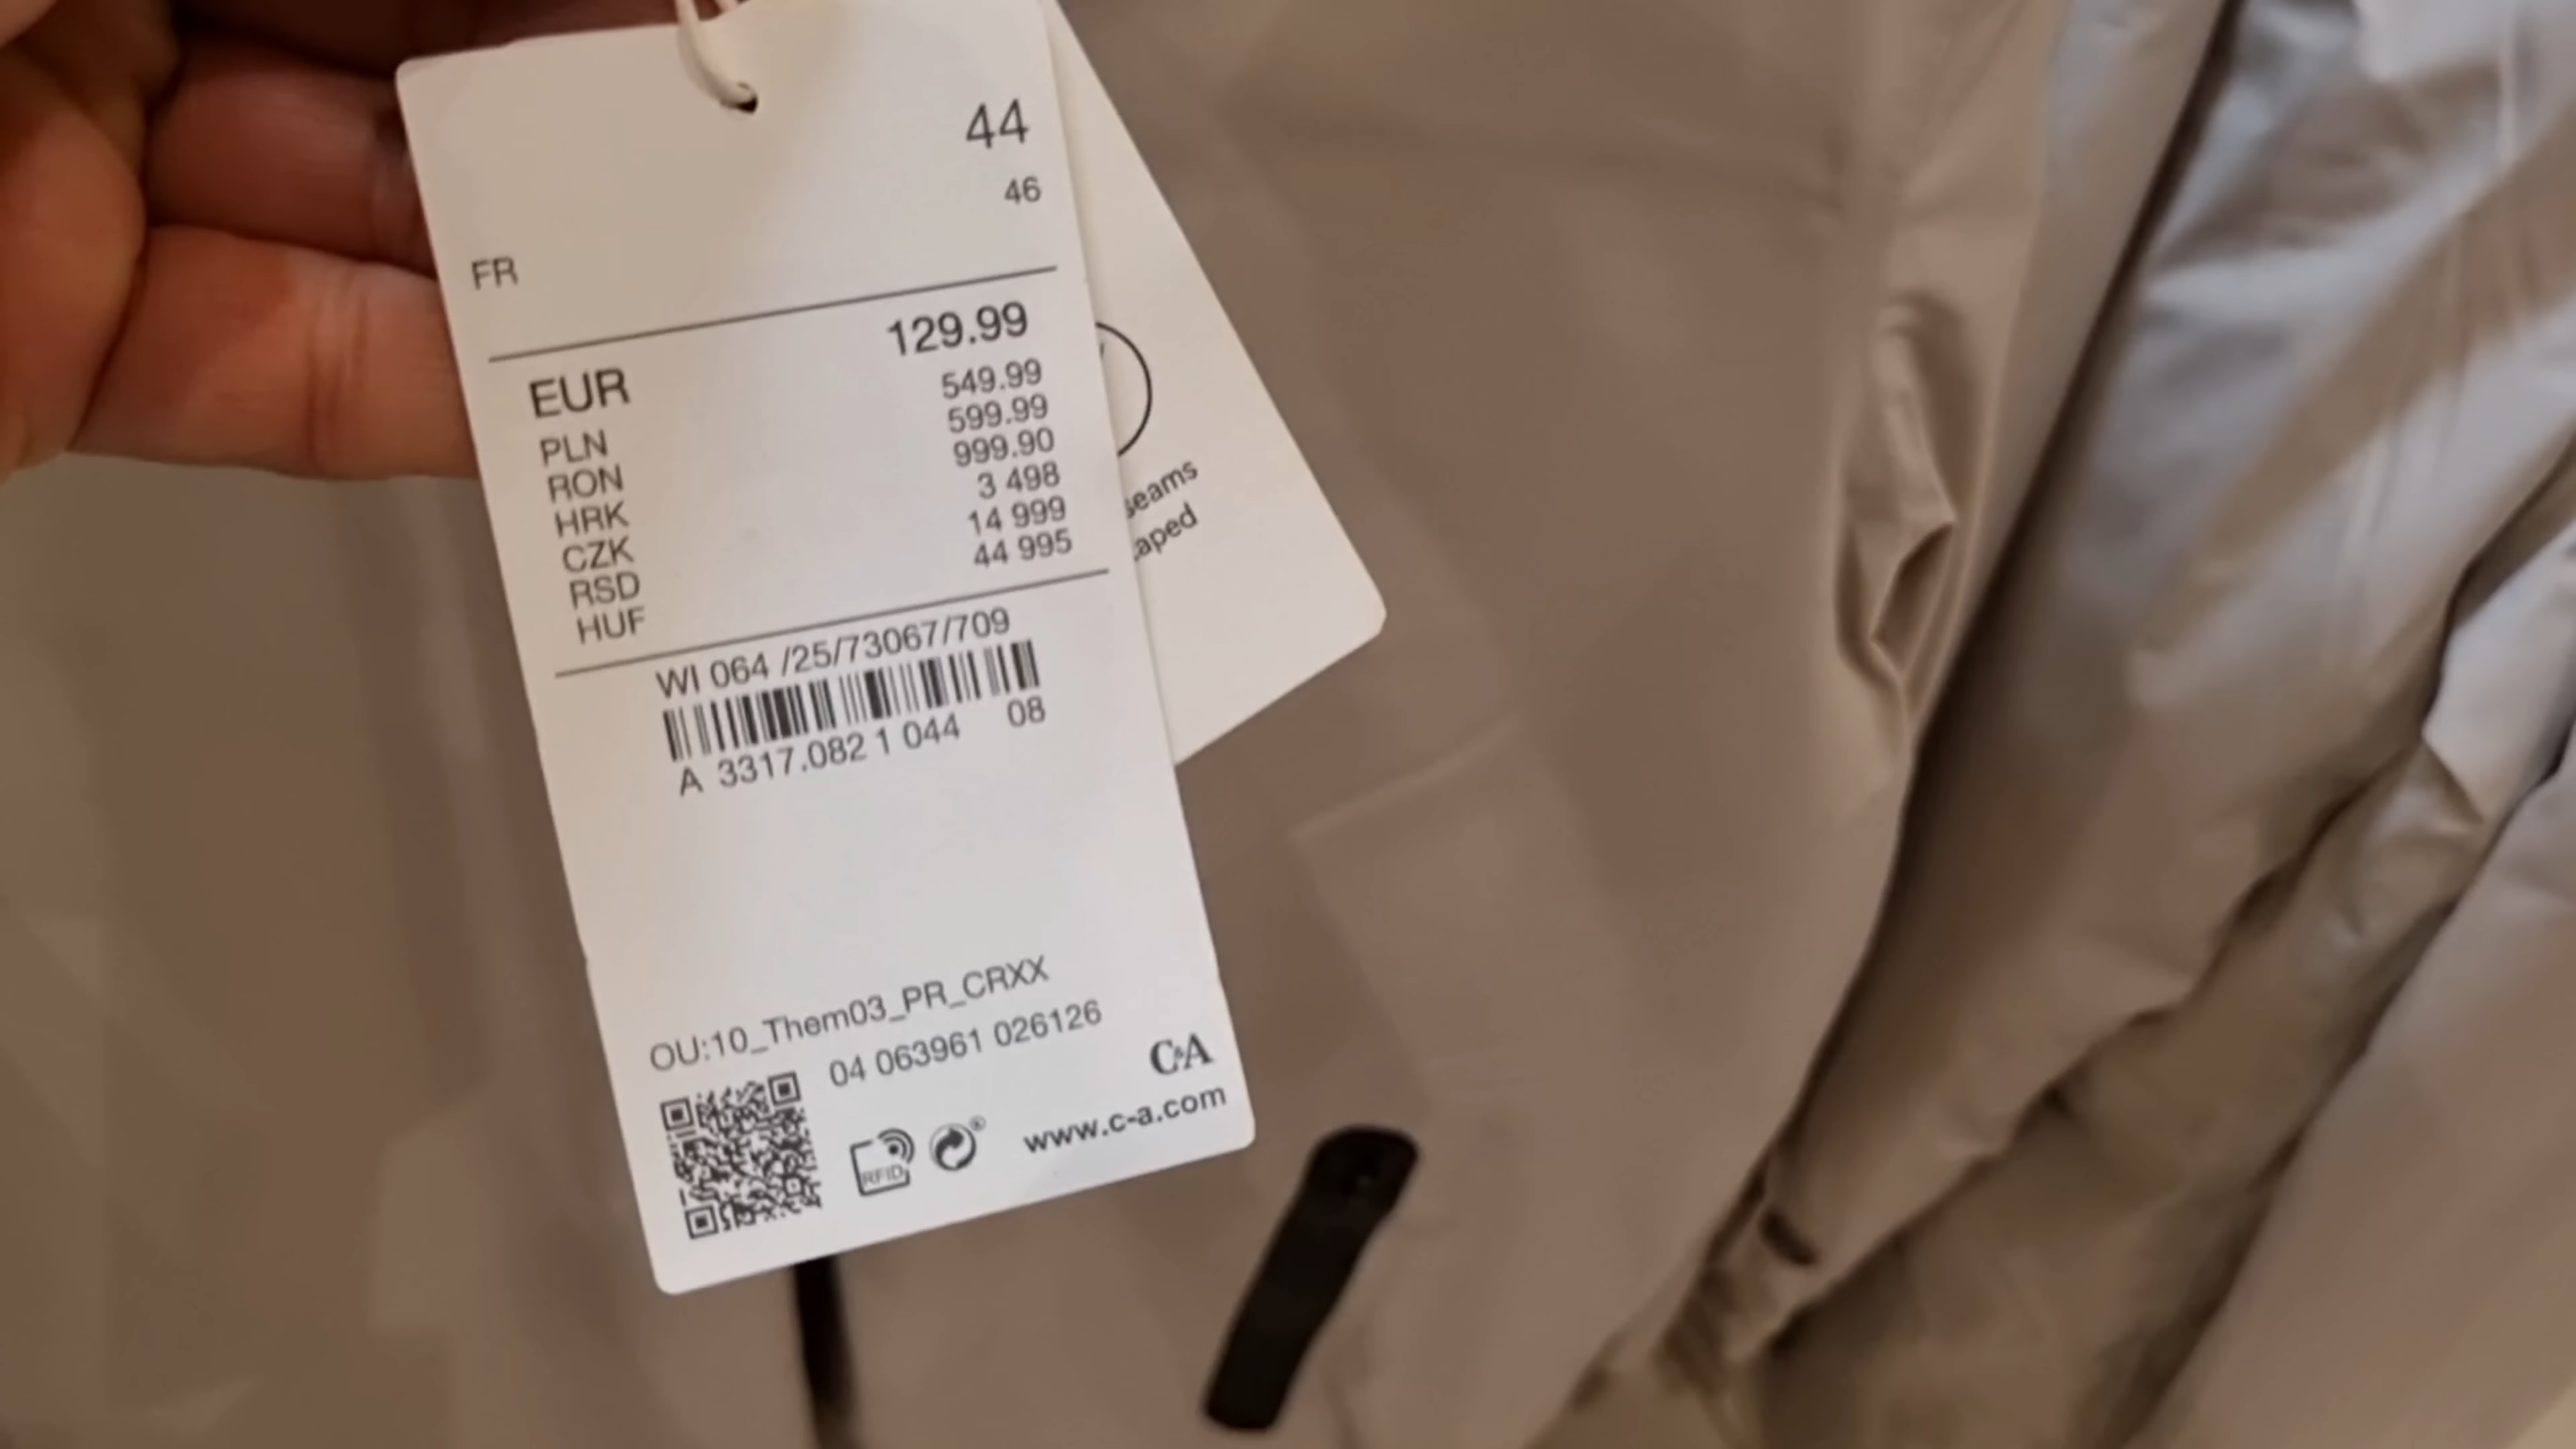 44
46
FR
EUR 129.99
PLN 549.99
RON 599.99
HRK 999.90
CZK 3 498
RSD 14 999
HUF 44 995
WI 064 /25/73067/709
A 3317.082 1 044 08
OU:10_Them03_PR_CRXX
04 063961 026126
C&A
RFID
www.c-a.com
seams
taped